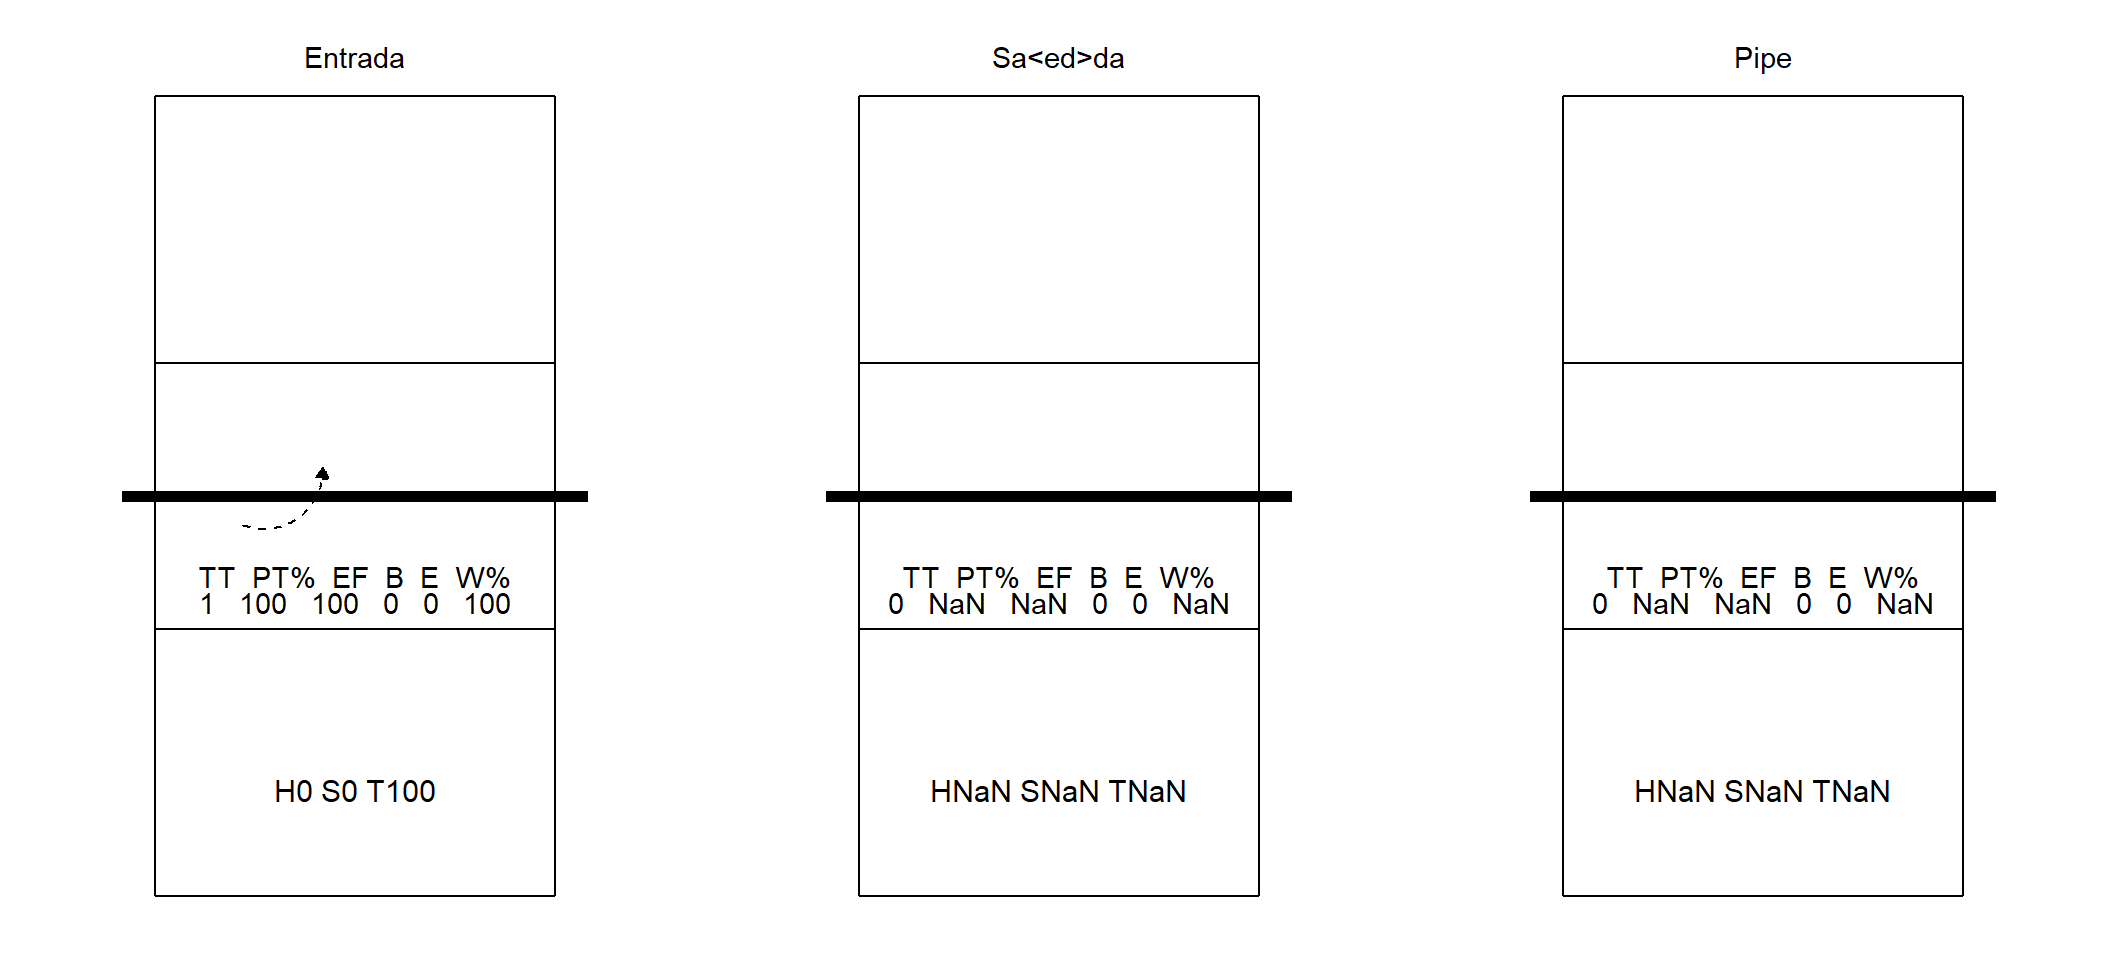 Entrada
TT PT% EF B E W%
1 100 100 0 0 100
H0 S0 T100
Sa<ed>da
TT PT% EF B E W%
0 NaN NaN 0 0 NaN
HNaN SNaN TNaN
Pipe
TT PT% EF B E W%
0 NaN NaN 0 0 NaN
HNaN SNaN TNaN